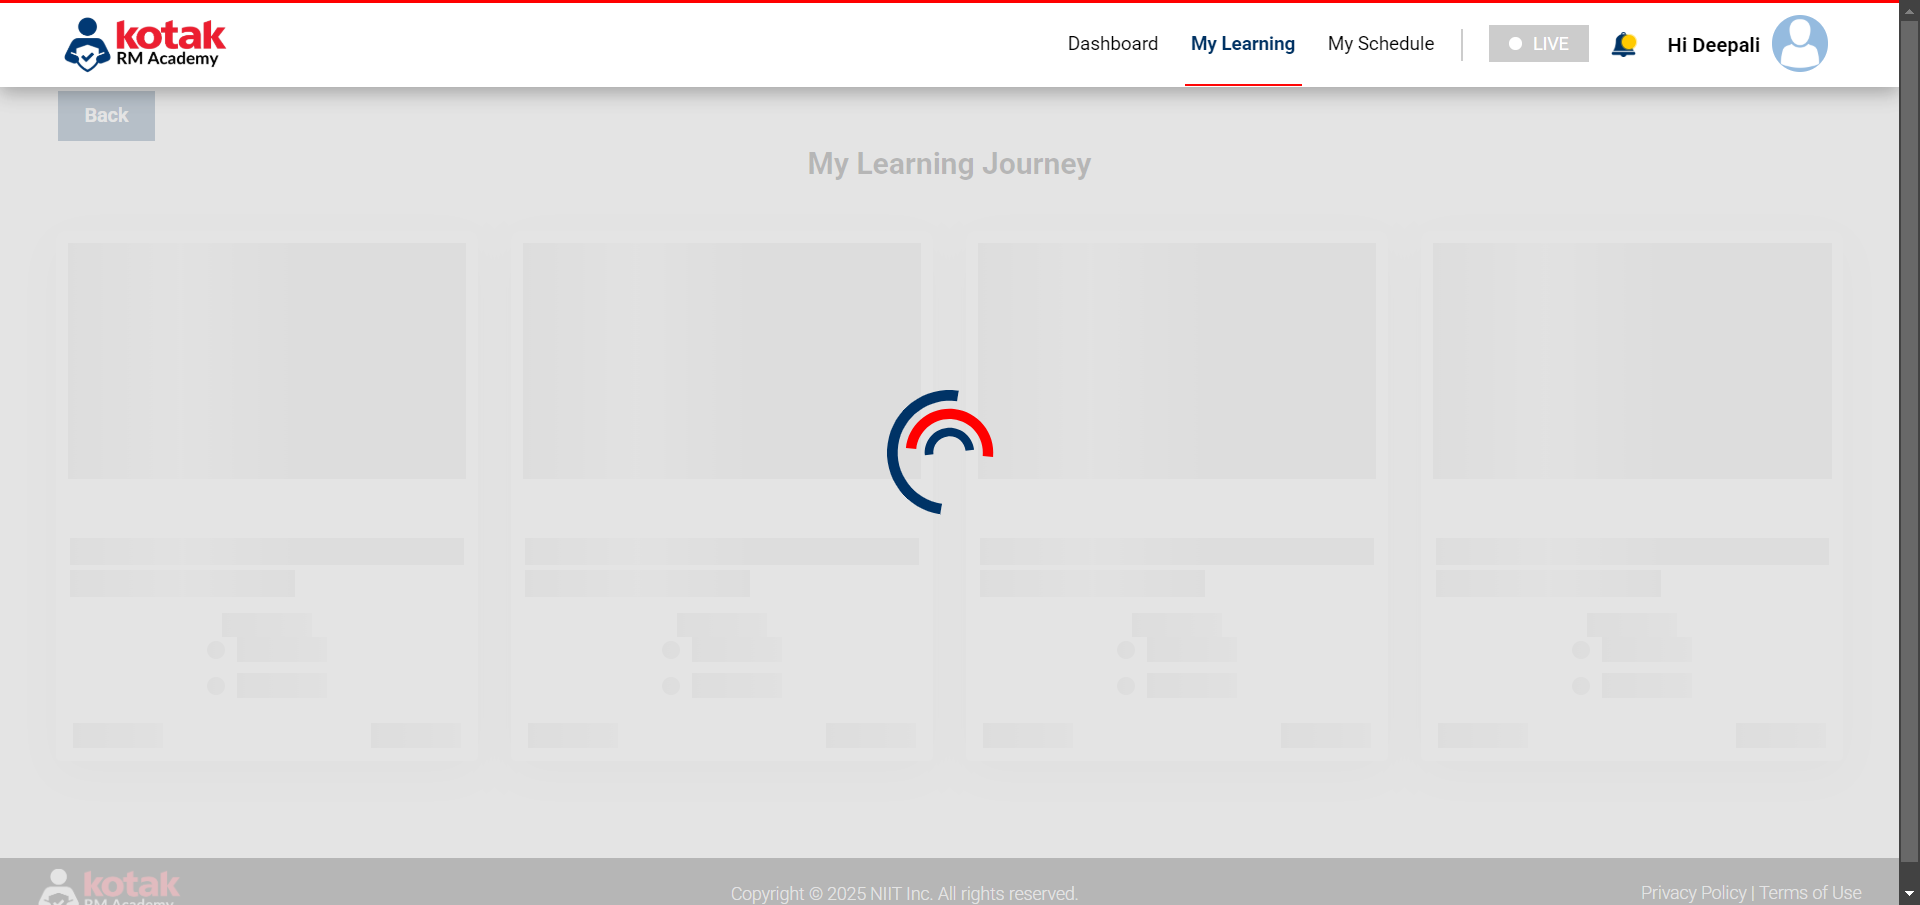 kotak
RM Academy
Dashboard
My Learning
My Schedule
LIVE
Hi Deepali
Back
My Learning Journey
kotak
RM Academy
Copyright © 2025 NIIT Inc. All rights reserved.
Privacy Policy | Terms of Use